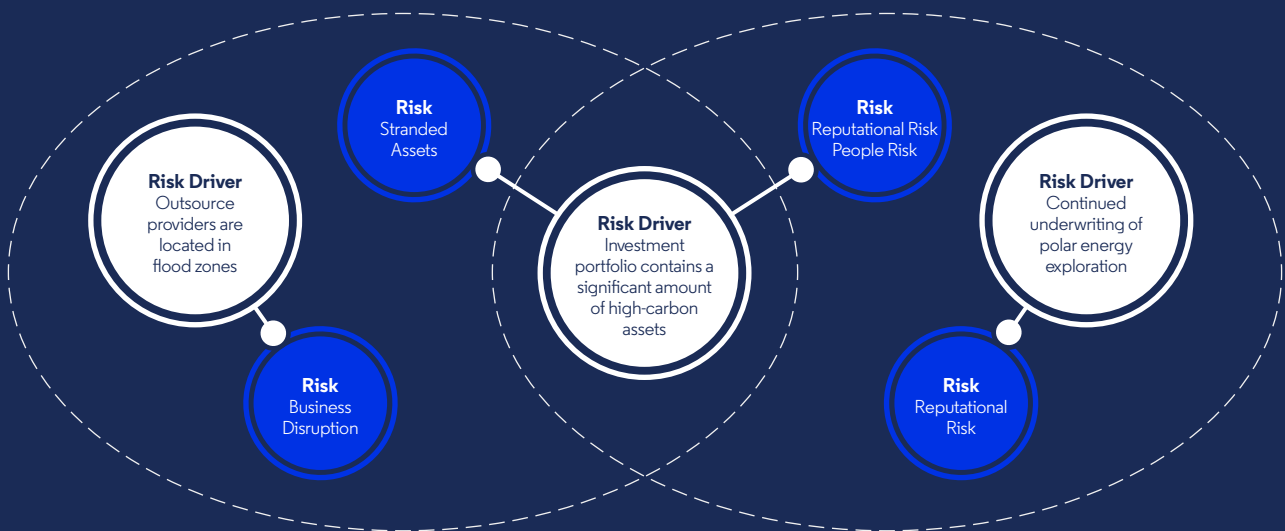 Risk Driver
Outsource
providers are
located in
flood zones
Risk
Stranded
Assets
Risk
Business
Disruption
Risk Driver
Investment
portfolio contains a
significant amount
of high-carbon
assets
Risk
Reputational Risk
People Risk
Risk Driver
Continued
underwriting of
polar energy
exploration
Risk
Reputational
Risk